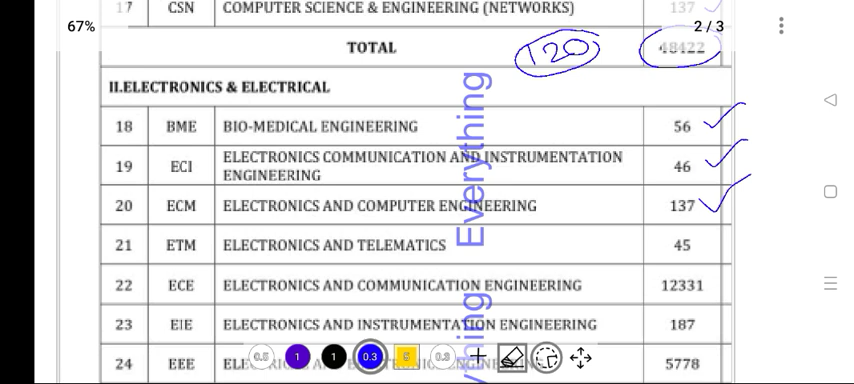 17 CSN COMPUTER SCIENCE & ENGINEERING (NETWORKS) 137
67%
2 / 3
TOTAL 120 48422
II.ELECTRONICS & ELECTRICAL
18 BME BIO-MEDICAL ENGINEERING 56
19 ECI ELECTRONICS COMMUNICATION AND INSTRUMENTATION
ENGINEERING 46
20 ECM ELECTRONICS AND COMPUTER ENGINEERING 137
21 ETM ELECTRONICS AND TELEMATICS 45
22 ECE ELECTRONICS AND COMMUNICATION ENGINEERING 12331
23 EIE ELECTRONICS AND INSTRUMENTATION ENGINEERING 187
24 EEE 5778
Everything
0.5 1 1 0.3 5 0.3